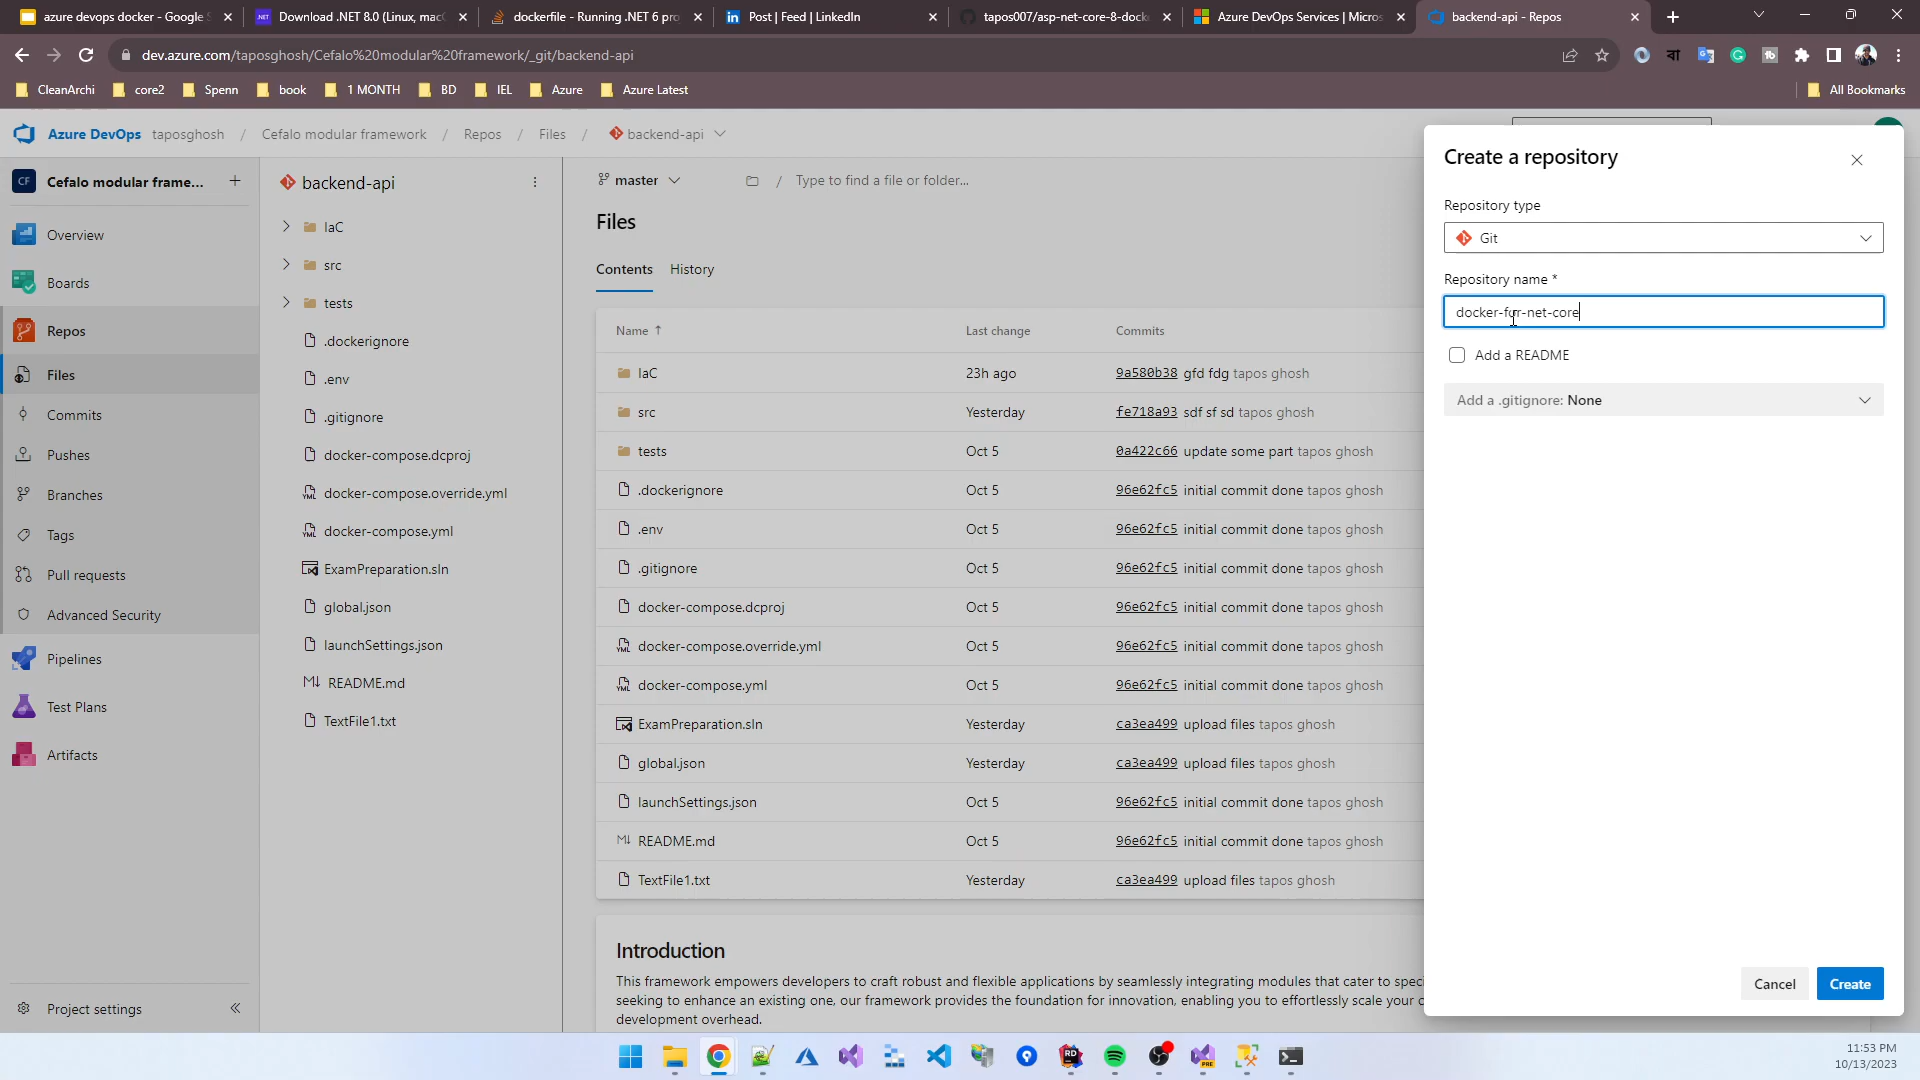 azure devops docker - Google S
Download .NET 8.0 (Linux, mac
dockerfile - Running .NET 6 pro
Post | Feed | LinkedIn
tapos007/asp-net-core-8-docke
Azure DevOps Services | Micros
backend-api - Repos
dev.azure.com/taposghosh/Cefalo%20modular%20framework/_git/backend-api
CleanArchi
core2
Spenn
book
1 MONTH
BD
IEL
Azure
Azure Latest
All Bookmarks
Azure DevOps
taposghosh / Cefalo modular framework / Repos / Files / backend-api
CF Cefalo modular frame...
Overview
Boards
Repos
Files
Commits
Pushes
Branches
Tags
Pull requests
Advanced Security
Pipelines
Test Plans
Artifacts
Project settings
backend-api
IaC
src
tests
.dockerignore
.env
.gitignore
docker-compose.dcproj
docker-compose.override.yml
docker-compose.yml
ExamPreparation.sln
global.json
launchSettings.json
README.md
TextFile1.txt
master
/ Type to find a file or folder...
Files
Contents
History
Name ↑ Last change Commits
IaC 23h ago 9a580b38 gfd fdg tapos ghosh
src Yesterday fe718a93 sdf sf sd tapos ghosh
tests Oct 5 0a422c66 update some part tapos ghosh
.dockerignore Oct 5 96e62fc5 initial commit done tapos ghosh
.env Oct 5 96e62fc5 initial commit done tapos ghosh
.gitignore Oct 5 96e62fc5 initial commit done tapos ghosh
docker-compose.dcproj Oct 5 96e62fc5 initial commit done tapos ghosh
docker-compose.override.yml Oct 5 96e62fc5 initial commit done tapos ghosh
docker-compose.yml Oct 5 96e62fc5 initial commit done tapos ghosh
ExamPreparation.sln Yesterday ca3ea499 upload files tapos ghosh
global.json Yesterday ca3ea499 upload files tapos ghosh
launchSettings.json Oct 5 96e62fc5 initial commit done tapos ghosh
README.md Oct 5 96e62fc5 initial commit done tapos ghosh
TextFile1.txt Yesterday ca3ea499 upload files tapos ghosh
Introduction
This framework empowers developers to craft robust and flexible applications by seamlessly integrating modules that cater to speci
seeking to enhance an existing one, our framework provides the foundation for innovation, enabling you to effortlessly scale your c
development overhead.
Create a repository
Repository type
Git
Repository name *
docker-for-net-core
Add a README
Add a .gitignore: None
Cancel
Create
11:53 PM
10/13/2023